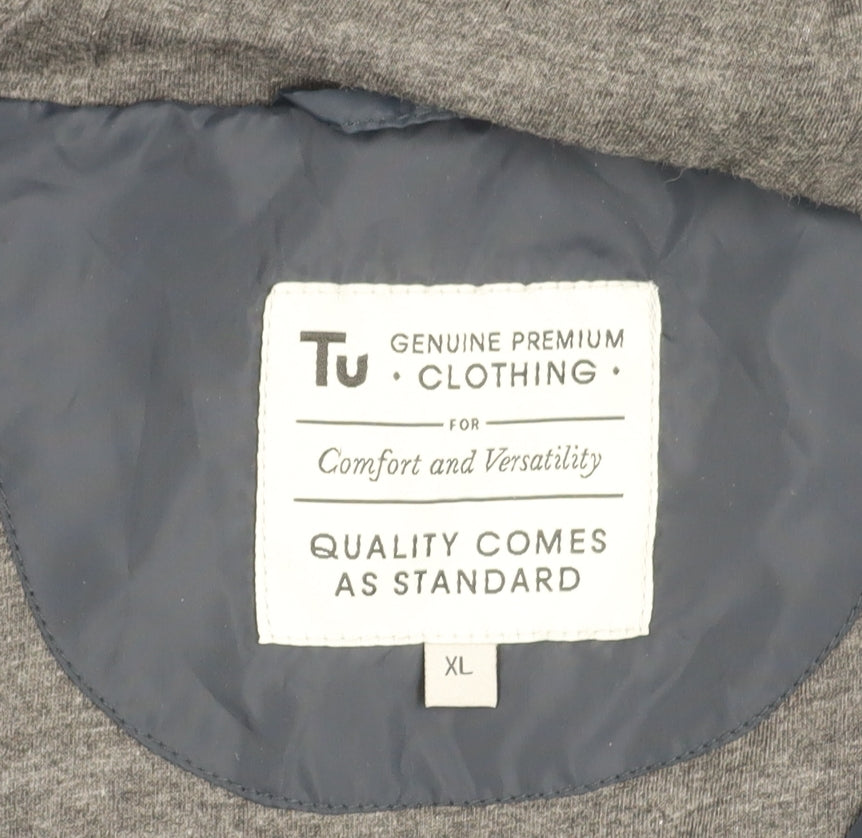 Tu GENUINE PREMIUM
• CLOTHING •
FOR
Comfort and Versatility
QUALITY COMES
AS STANDARD
XL